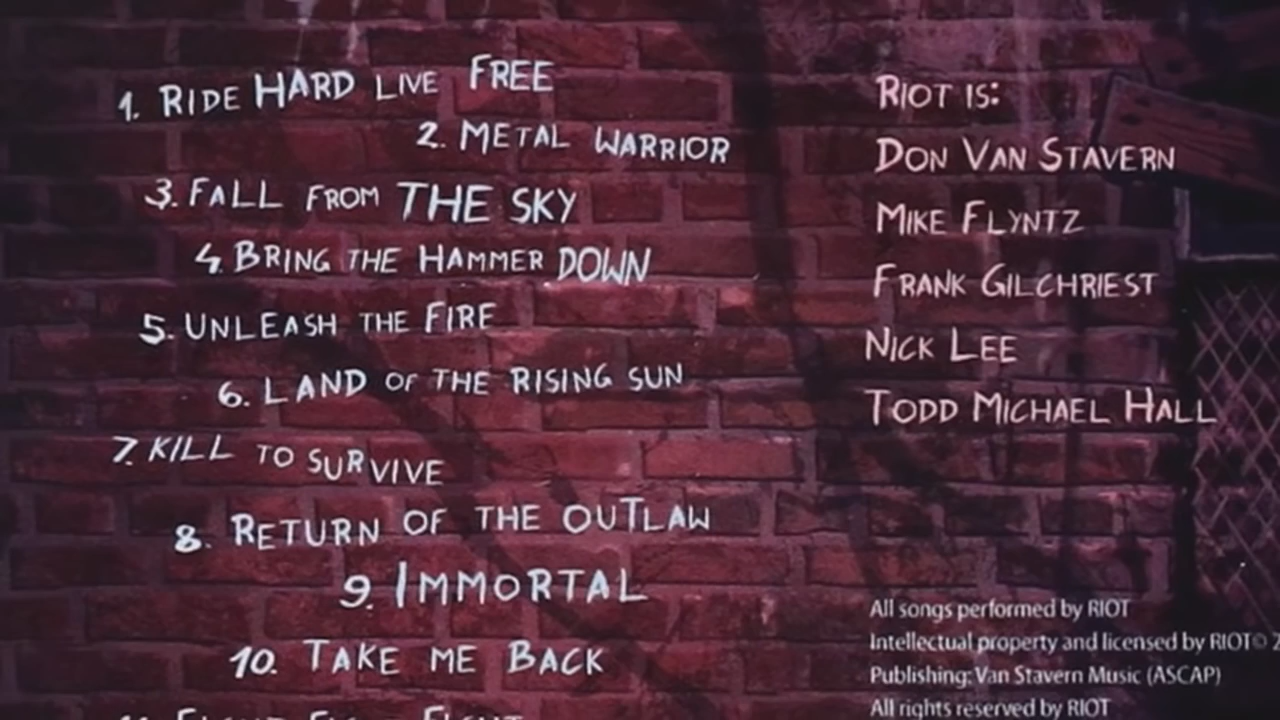 1. RIDE HARD LIVE FREE
2. METAL WARRIOR
3. FALL FROM THE SKY
4. BRING THE HAMMER DOWN
5. UNLEASH THE FIRE
6. LAND OF THE RISING SUN
7. KILL TO SURVIVE
8. RETURN OF THE OUTLAW
9. IMMORTAL
10. TAKE ME BACK
RIOT IS:
DON VAN STAVERN
MIKE FLYNTZ
FRANK GILCHRIEST
NICK LEE
TODD MICHAEL HALL
All songs performed by RIOT
Intellectual property and licensed by RIOT© 2
Publishing: Van Stavern Music (ASCAP)
All rights reserved by RIOT